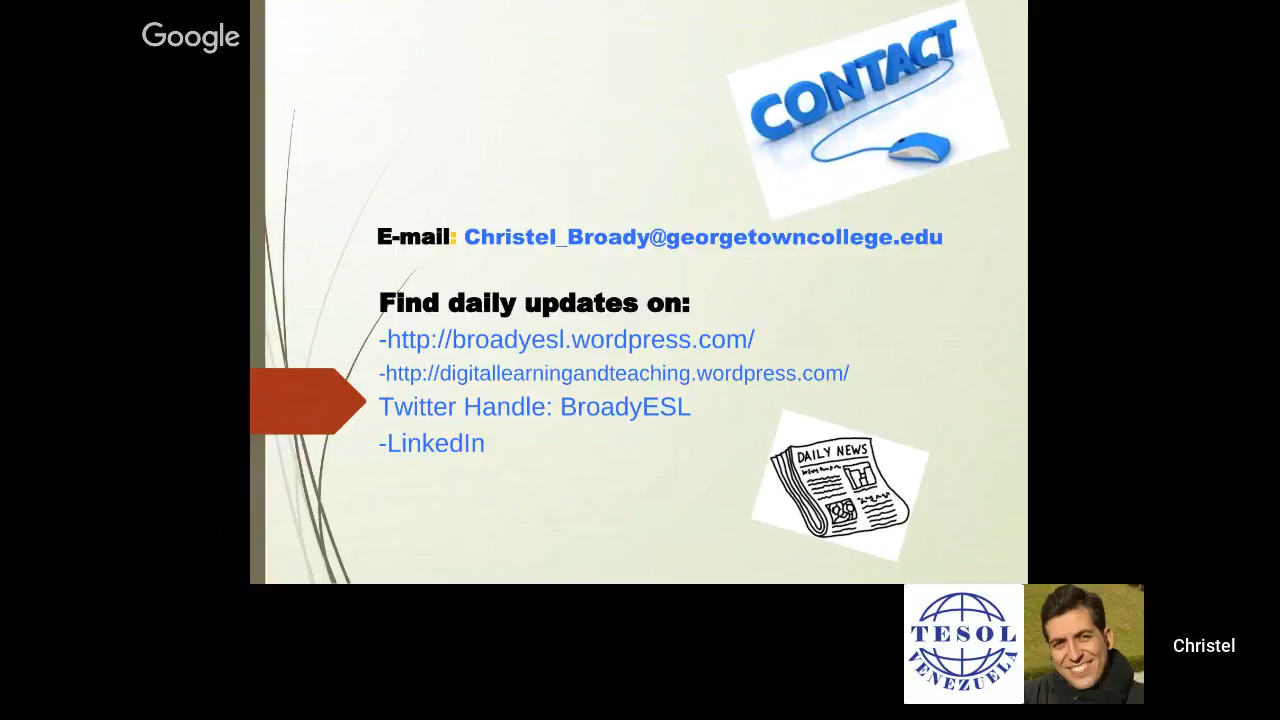 Google
CONTACT
E-mail: Christel_Broady@georgetowncollege.edu
Find daily updates on:
-http://broadyesl.wordpress.com/
-http://digitallearningandteaching.wordpress.com/
Twitter Handle: BroadyESL
-LinkedIn
DAILY NEWS
TESOL
VENEZUELA
Christel